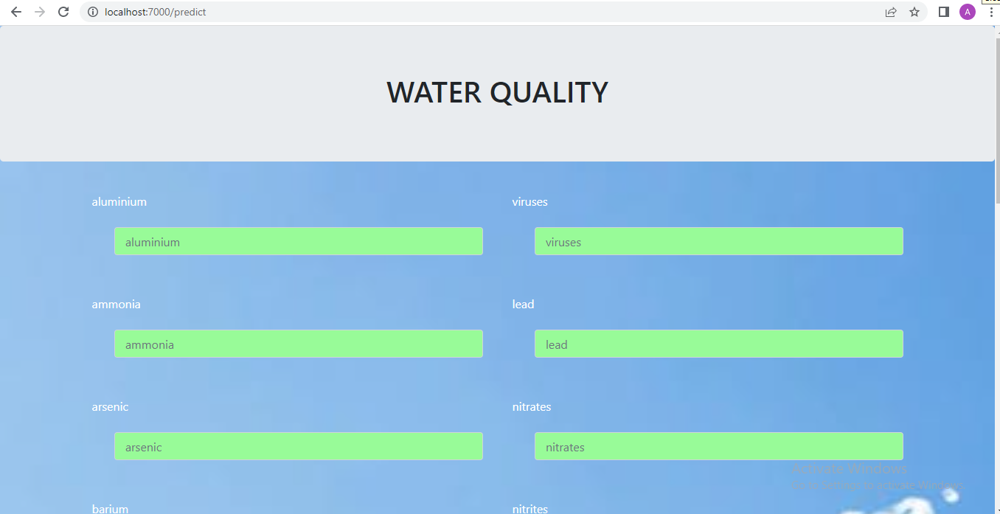 localhost:7000/predict
A
WATER QUALITY
aluminium
viruses
aluminium
viruses
ammonia
lead
ammonia
lead
arsenic
nitrates
arsenic
nitrates
Activate Windows
Go to Settings to activate Windows.
barium
nitrites